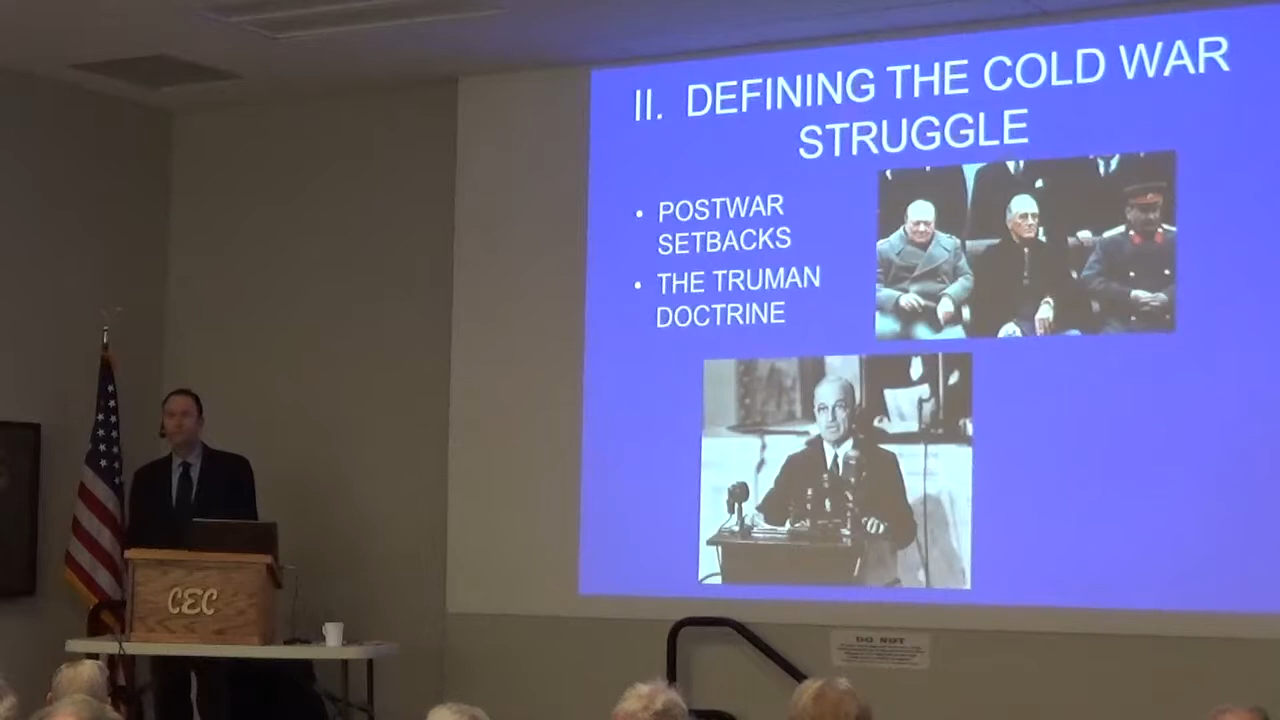 II. DEFINING THE COLD WAR
STRUGGLE
• POSTWAR
SETBACKS
• THE TRUMAN
DOCTRINE
CEC
DO NOT